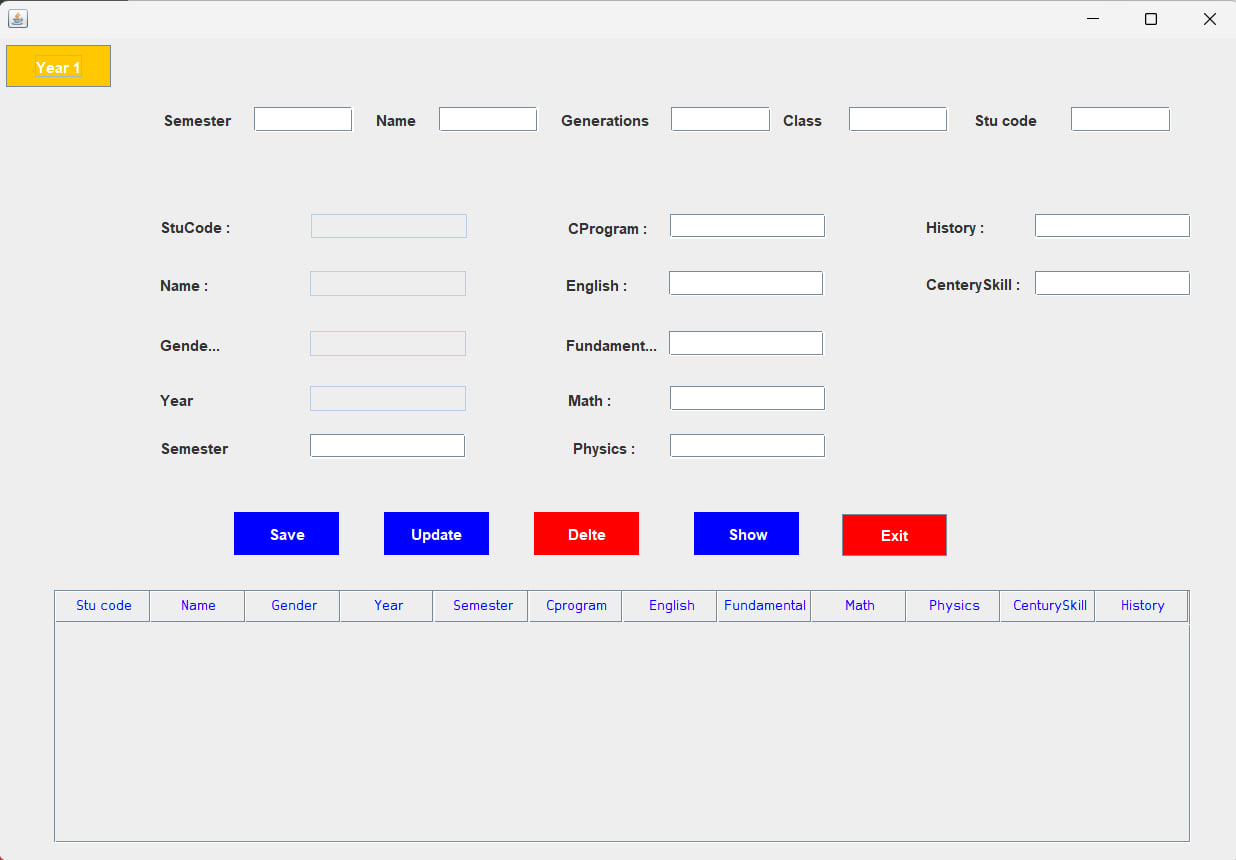 Year 1
Semester Name Generations Class Stu code
StuCode : CProgram : History :
Name : English : CenterySkill :
Gende... Fundament...
Year Math :
Semester Physics :
Save Update Delte Show Exit
Stu code Name Gender Year Semester Cprogram English Fundamental Math Physics CenturySkill History